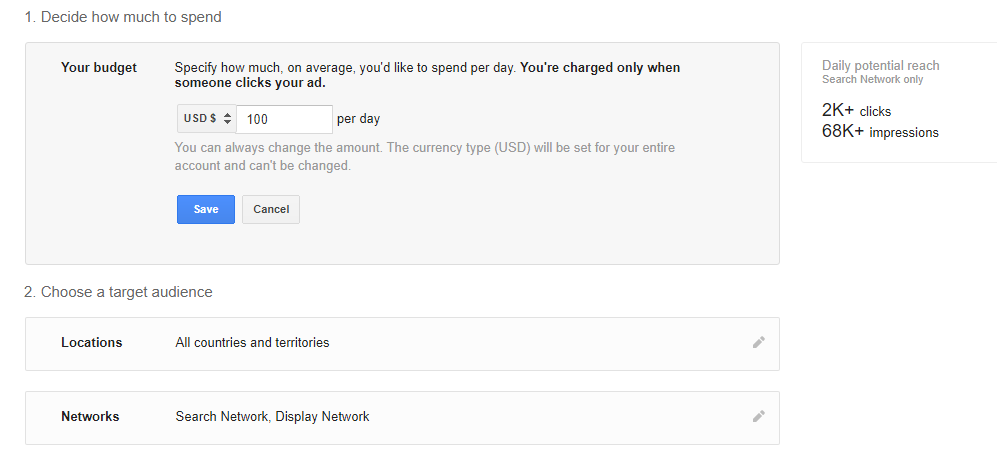 1. Decide how much to spend
Your budget
Specify how much, on average, you'd like to spend per day. You're charged only when
someone clicks your ad.
USD $ 100 per day
You can always change the amount. The currency type (USD) will be set for your entire
account and can't be changed.
Save Cancel
Daily potential reach
Search Network only
2K+ clicks
68K+ impressions
2. Choose a target audience
Locations All countries and territories
Networks Search Network, Display Network